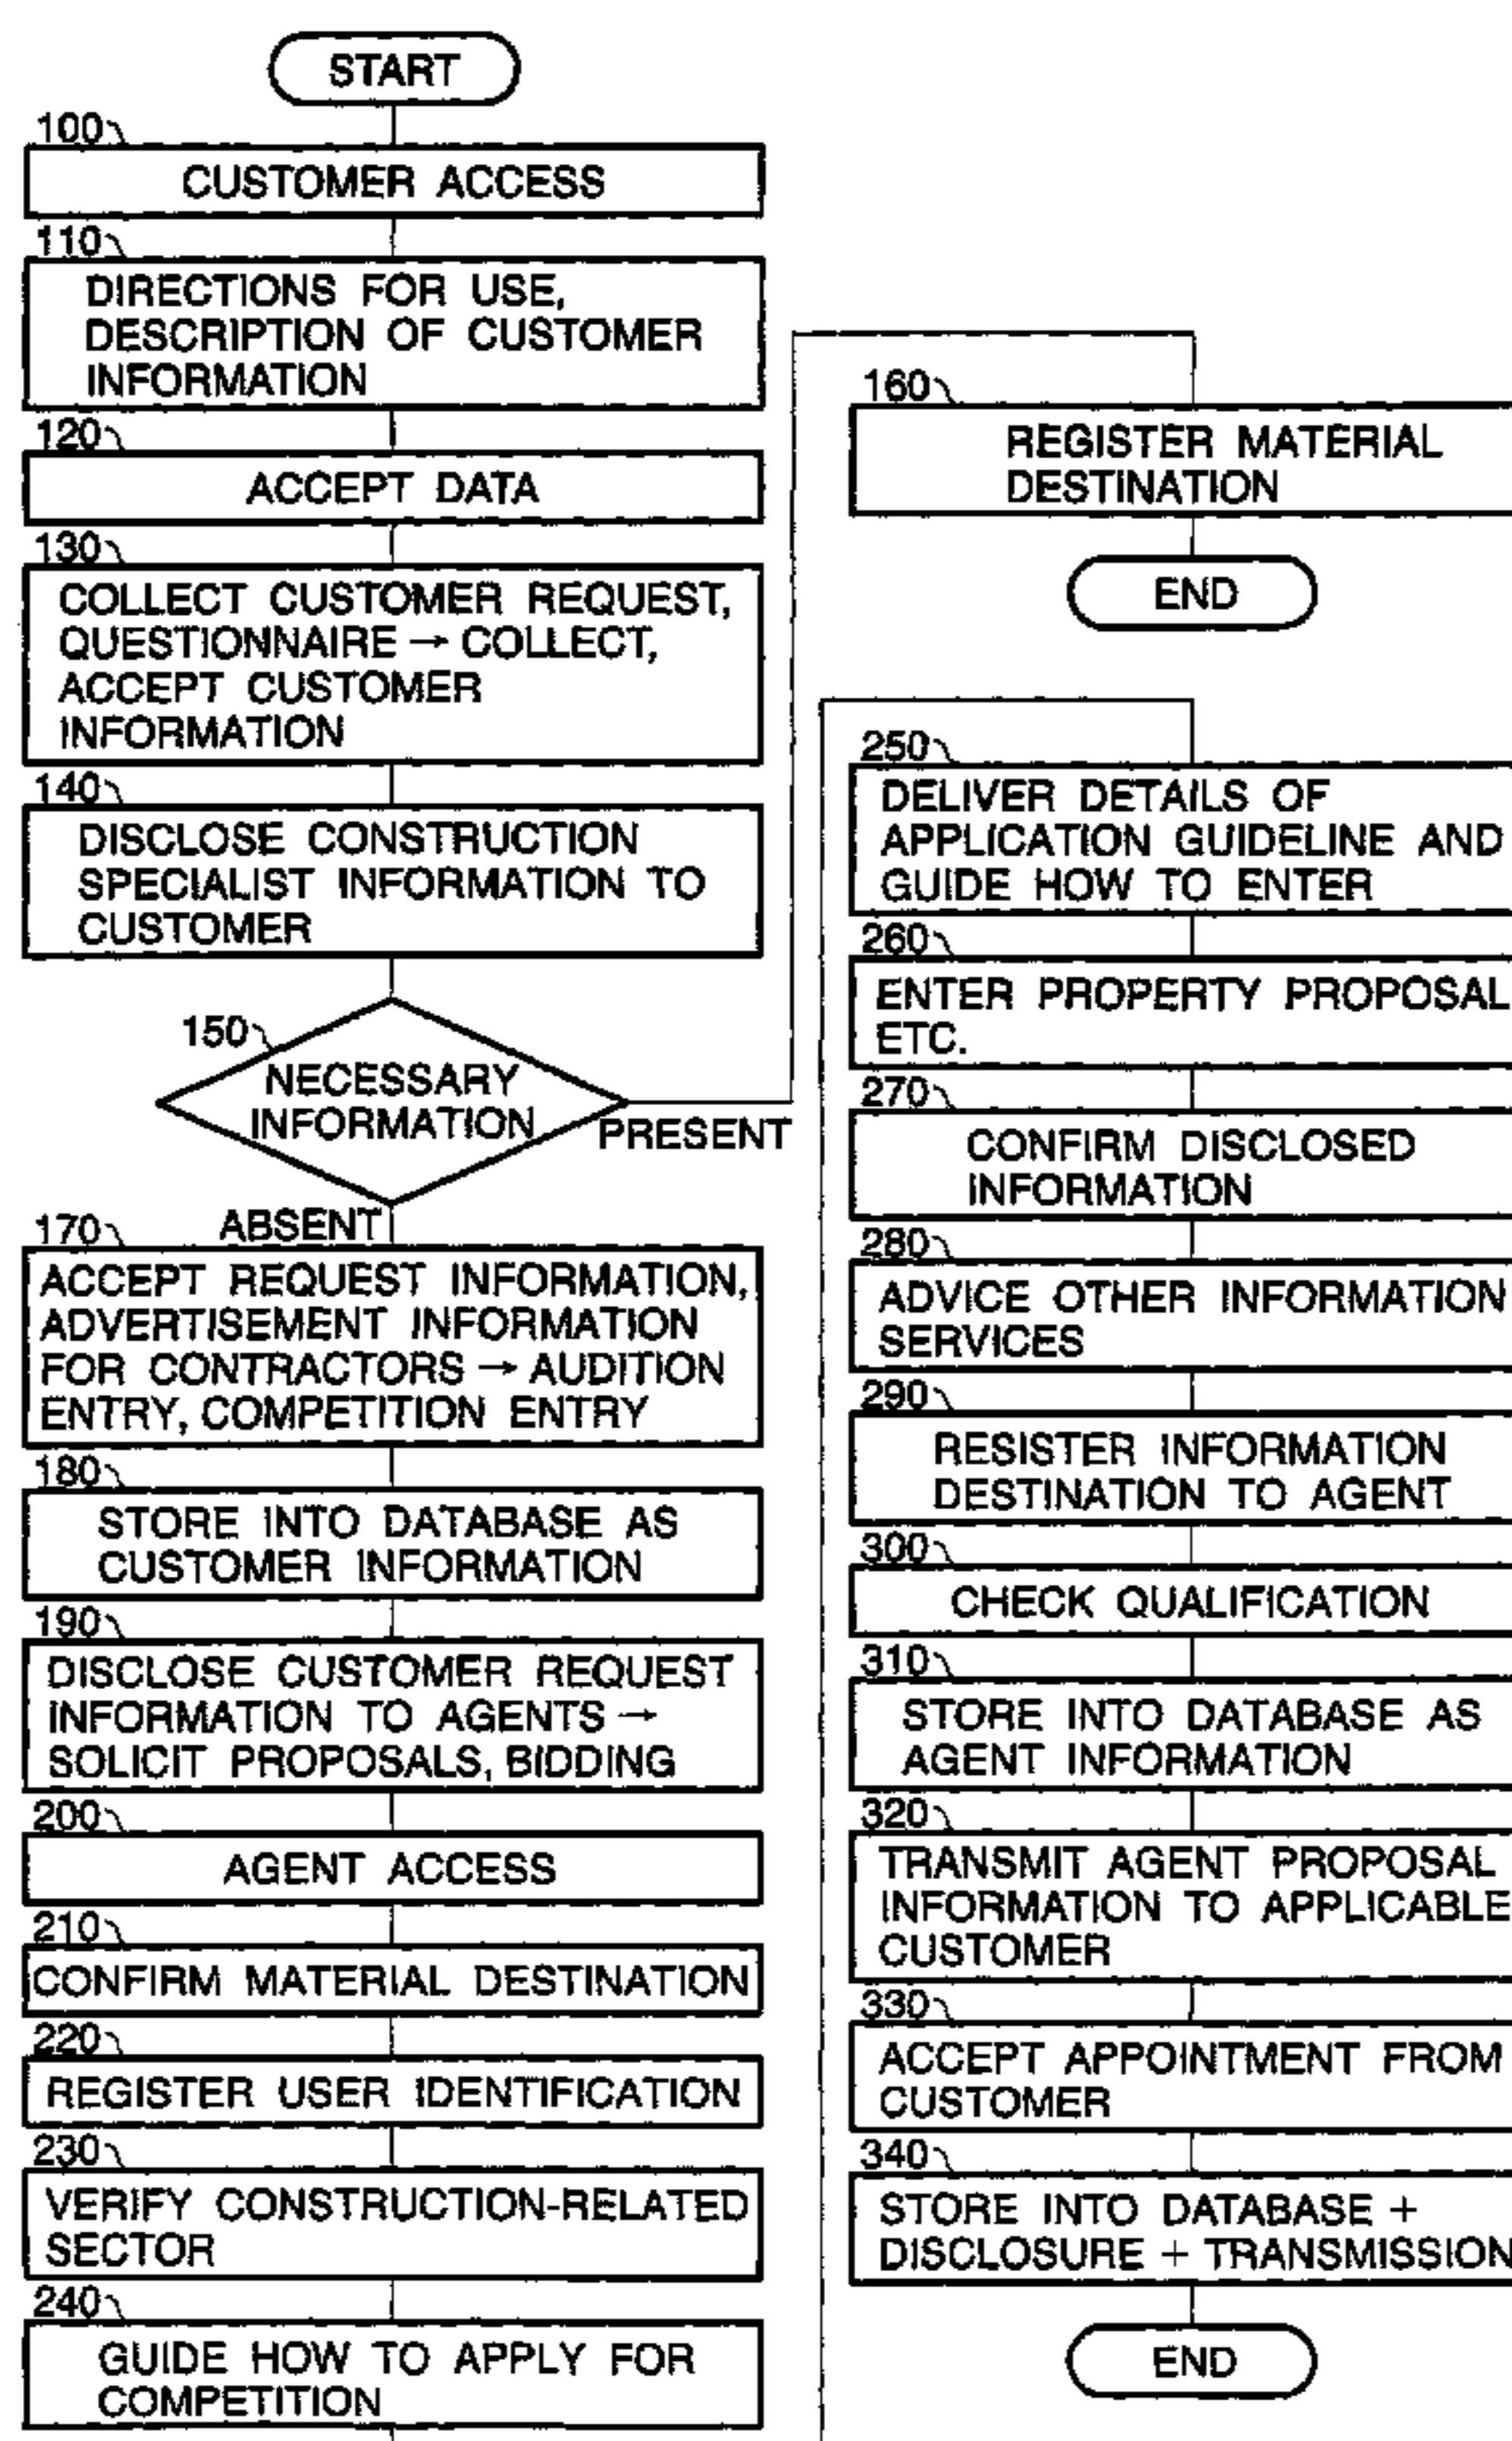 START
100
CUSTOMER ACCESS
110
DIRECTIONS FOR USE,
DESCRIPTION OF CUSTOMER
INFORMATION
120
ACCEPT DATA
130
COLLECT CUSTOMER REQUEST,
QUESTIONNAIRE → COLLECT,
ACCEPT CUSTOMER
INFORMATION
140
DISCLOSE CONSTRUCTION
SPECIALIST INFORMATION TO
CUSTOMER
150
NECESSARY
INFORMATION
PRESENT
ABSENT
160
REGISTER MATERIAL
DESTINATION
END
170
ACCEPT REQUEST INFORMATION,
ADVERTISEMENT INFORMATION
FOR CONTRACTORS → AUDITION
ENTRY, COMPETITION ENTRY
180
STORE INTO DATABASE AS
CUSTOMER INFORMATION
190
DISCLOSE CUSTOMER REQUEST
INFORMATION TO AGENTS →
SOLICIT PROPOSALS, BIDDING
200
AGENT ACCESS
210
CONFIRM MATERIAL DESTINATION
220
REGISTER USER IDENTIFICATION
230
VERIFY CONSTRUCTION-RELATED
SECTOR
240
GUIDE HOW TO APPLY FOR
COMPETITION
250
DELIVER DETAILS OF
APPLICATION GUIDELINE AND
GUIDE HOW TO ENTER
260
ENTER PROPERTY PROPOSAL
ETC.
270
CONFIRM DISCLOSED
INFORMATION
280
ADVICE OTHER INFORMATION
SERVICES
290
RESISTER INFORMATION
DESTINATION TO AGENT
300
CHECK QUALIFICATION
310
STORE INTO DATABASE AS
AGENT INFORMATION
320
TRANSMIT AGENT PROPOSAL
INFORMATION TO APPLICABLE
CUSTOMER
330
ACCEPT APPOINTMENT FROM
CUSTOMER
340
STORE INTO DATABASE +
DISCLOSURE + TRANSMISSION
END